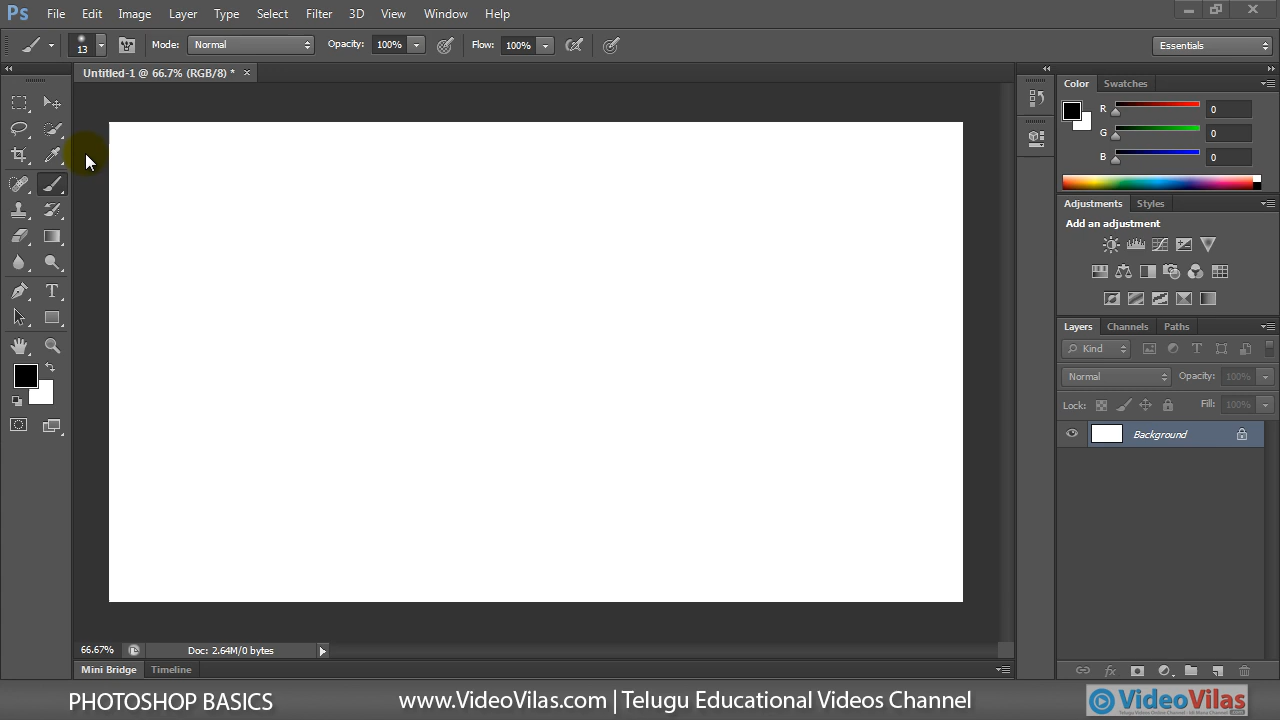 Ps File Edit Image Layer Type Select Filter 3D View Window Help
13 Mode: Normal Opacity: 100% Flow: 100% Essentials
Untitled-1 @ 66.7% (RGB/8) * ×
Color Swatches
R 0
G 0
B 0
Adjustments Styles
Add an adjustment
Layers Channels Paths
Kind
Normal Opacity: 100%
Lock: Fill: 100%
Background
66.67% Doc: 2.64M/0 bytes
Mini Bridge Timeline
PHOTOSHOP BASICS www.VideoVilas.com | Telugu Educational Videos Channel VideoVilas